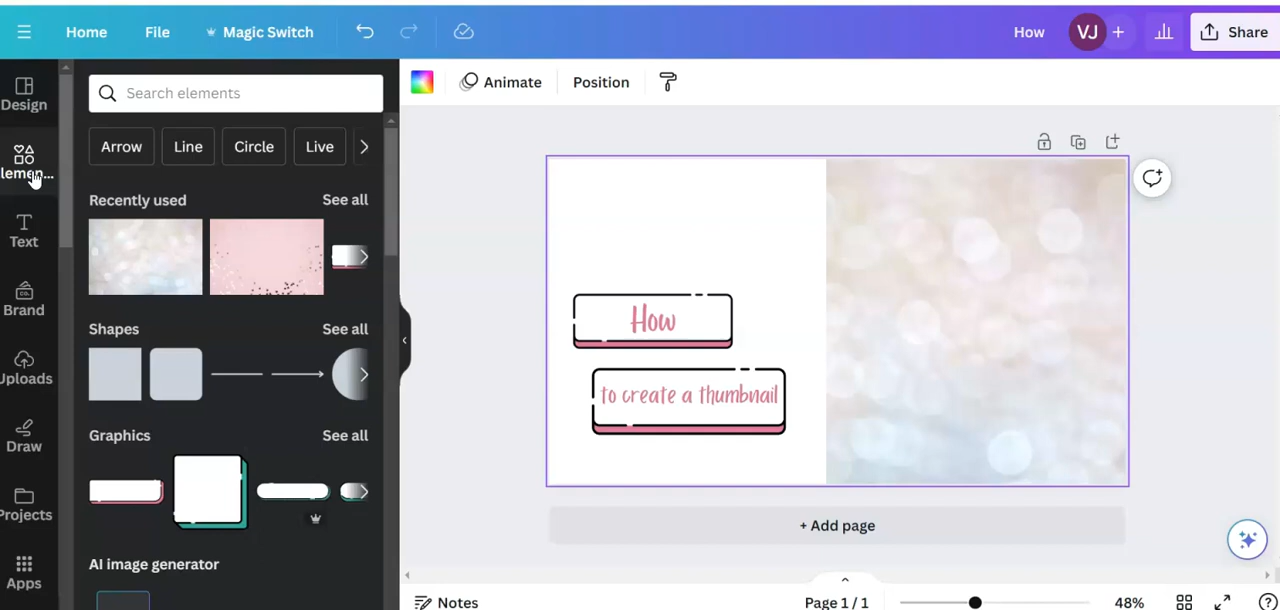 Home File Magic Switch How VJ + Share
Design
Search elements
Animate Position
Arrow Line Circle Live
lemen...
Recently used See all
Text
Brand
Shapes See all
How
Uploads
to create a thumbnail
Draw
Graphics See all
Projects
+ Add page
AI image generator
Apps
Notes Page 1 / 1 48%